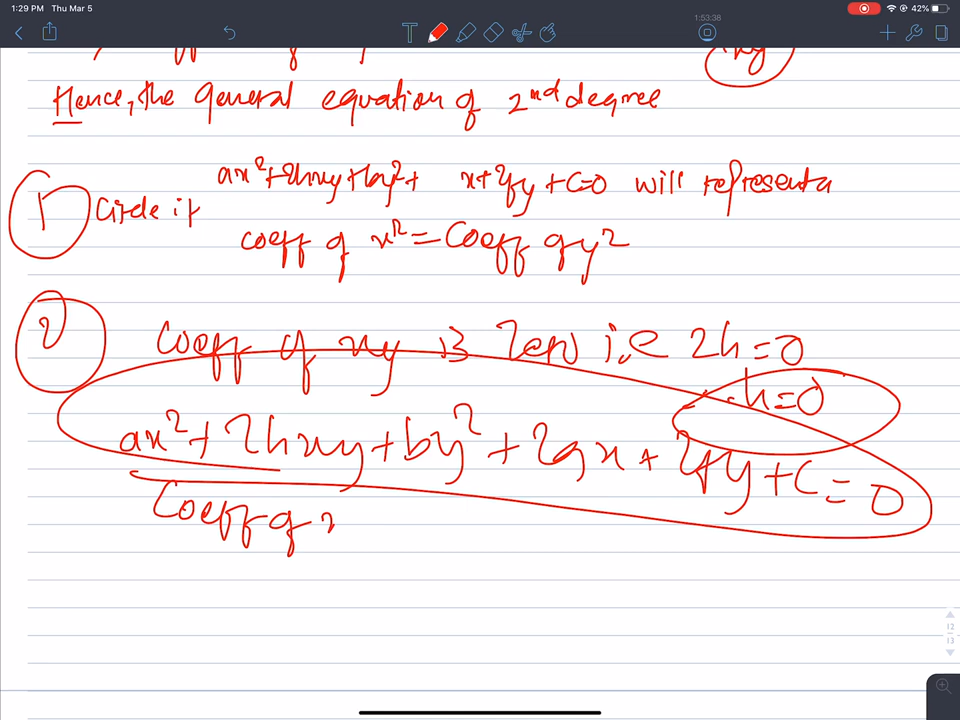 1:29 PM Thu Mar 5
1:53:38
42%
Hence, the General equation of 2nd degree
ax²+2hxy+by²+ x+2fy+c=0 will represent a
1 Circle if
coeff of x²=Coeff of y²
2 Coeff of xy is Zero i.e 2h=0
h=0
ax²+2hxy+by²+2gx+2fy+c=0
Coeff of
12
13